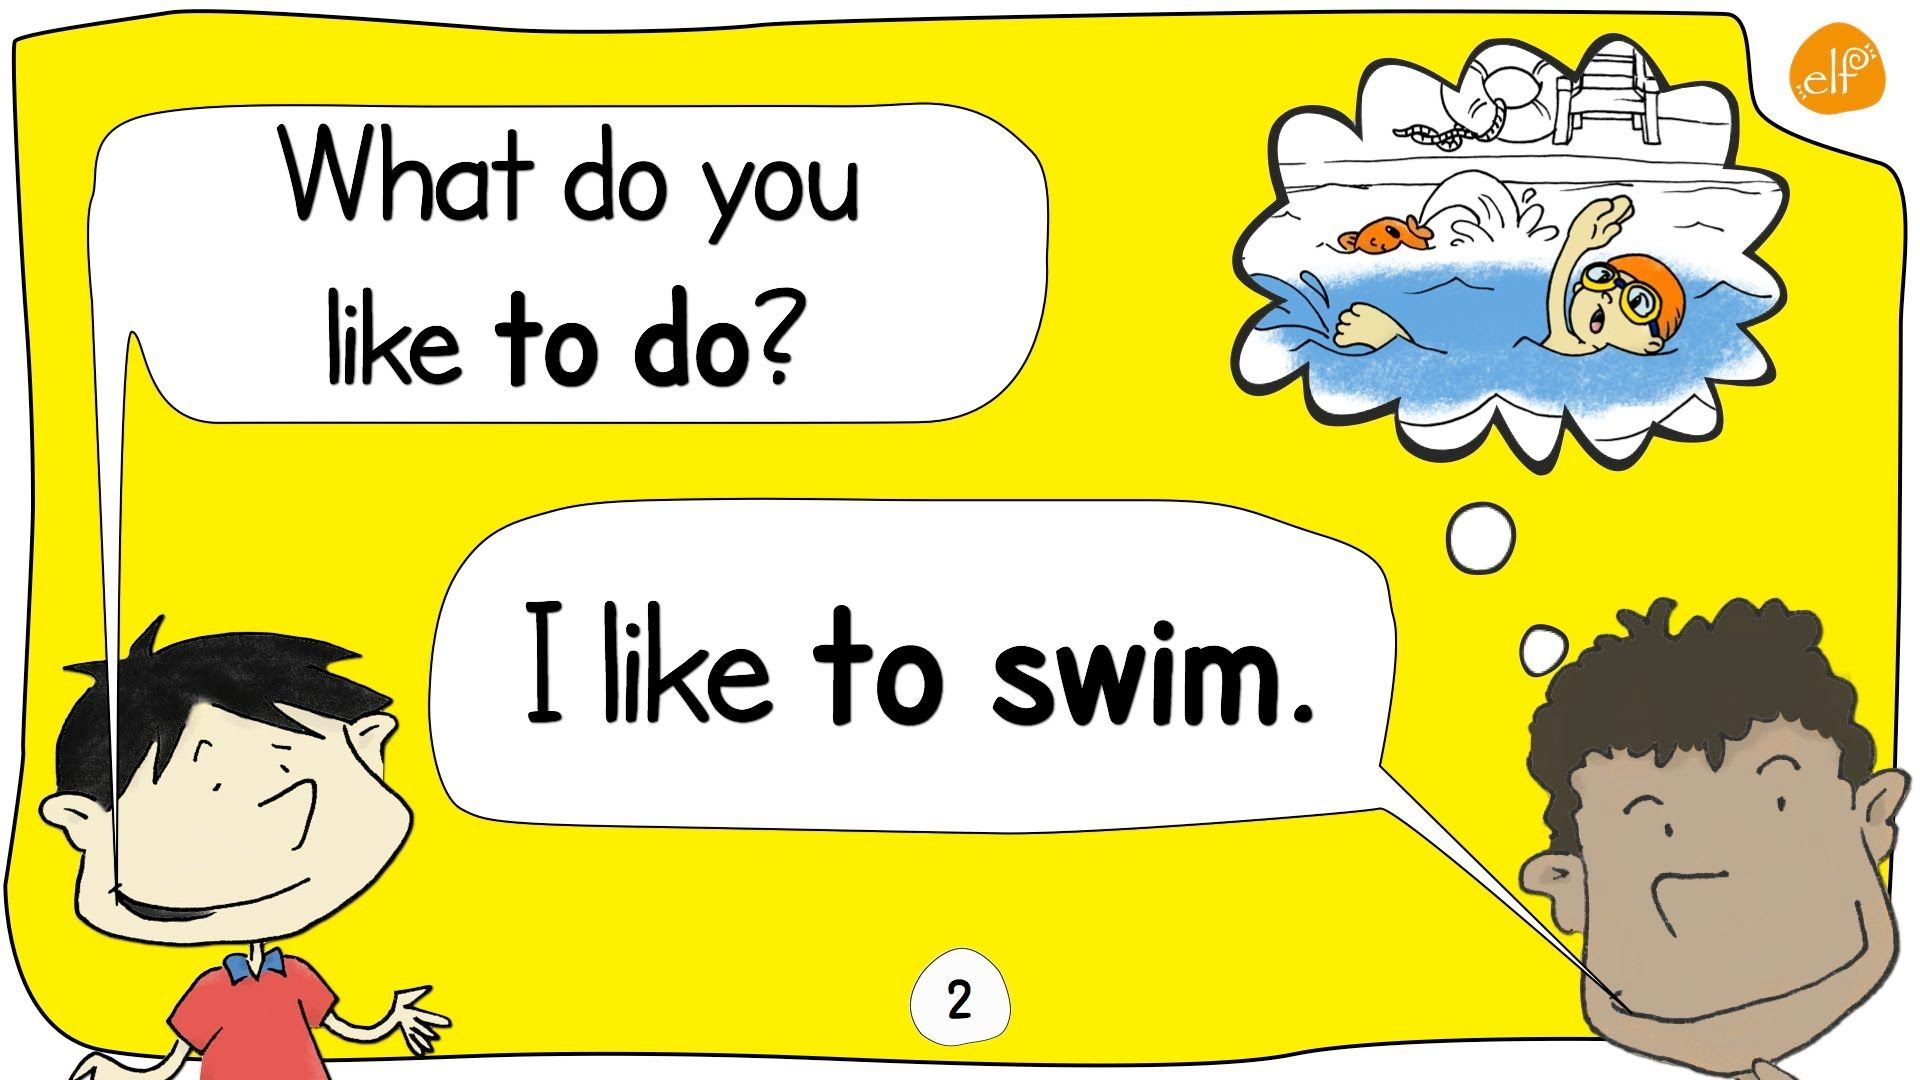 What do you
like to do?
elf
I like to swim.
2